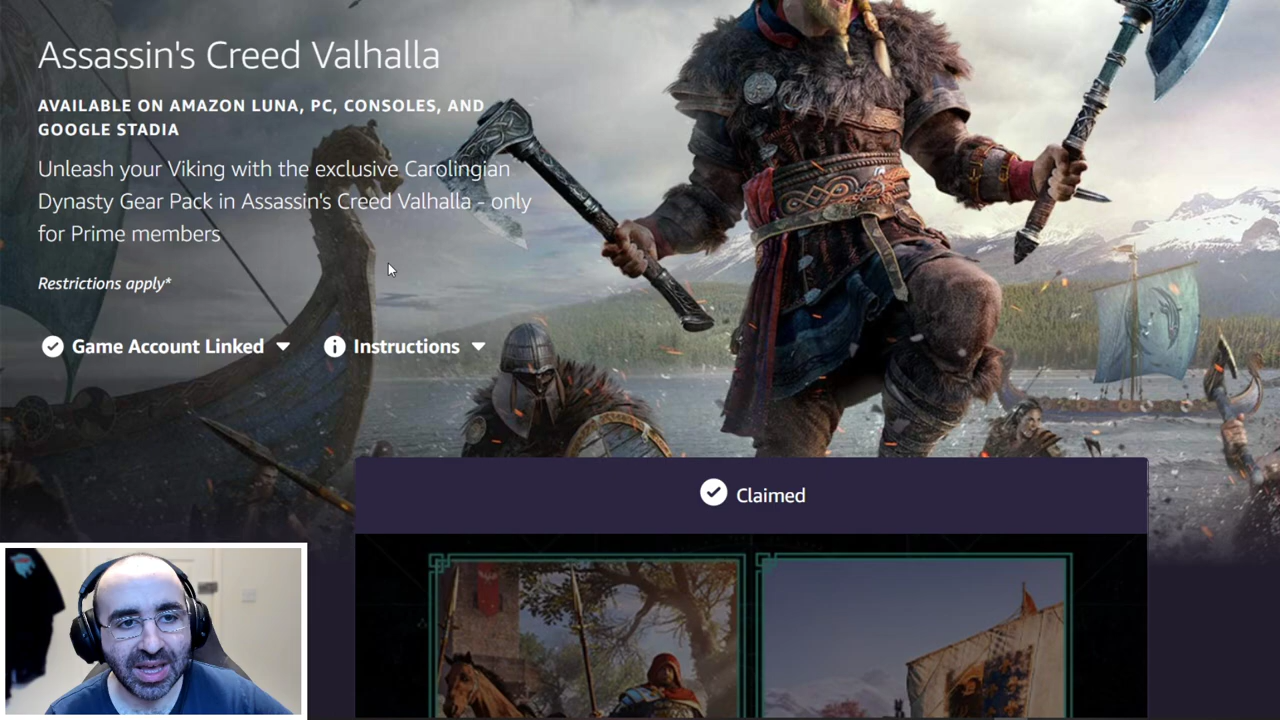 Assassin's Creed Valhalla
AVAILABLE ON AMAZON LUNA, PC, CONSOLES, AND
GOOGLE STADIA
Unleash your Viking with the exclusive Carolingian
Dynasty Gear Pack in Assassin's Creed Valhalla - only
for Prime members
Restrictions apply*
Game Account Linked
Instructions
Claimed